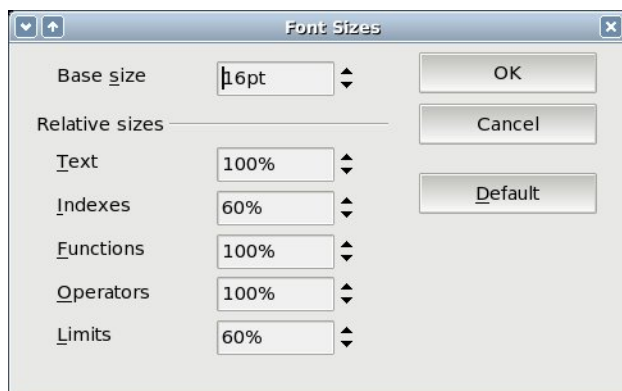 Font Sizes
Base size 16pt OK
Relative sizes Cancel
Text 100%
Indexes 60% Default
Functions 100%
Operators 100%
Limits 60%